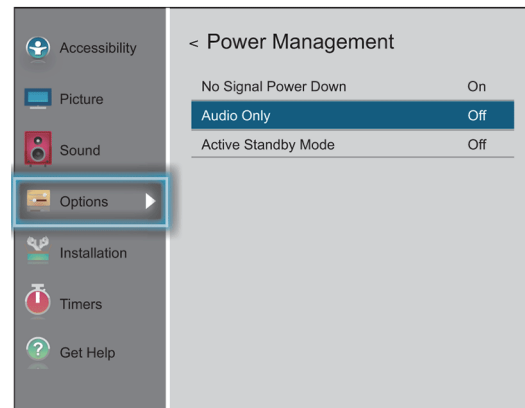 Accessibility
Picture
Sound
Options
Installation
Timers
Get Help
< Power Management
No Signal Power Down On
Audio Only Off
Active Standby Mode Off